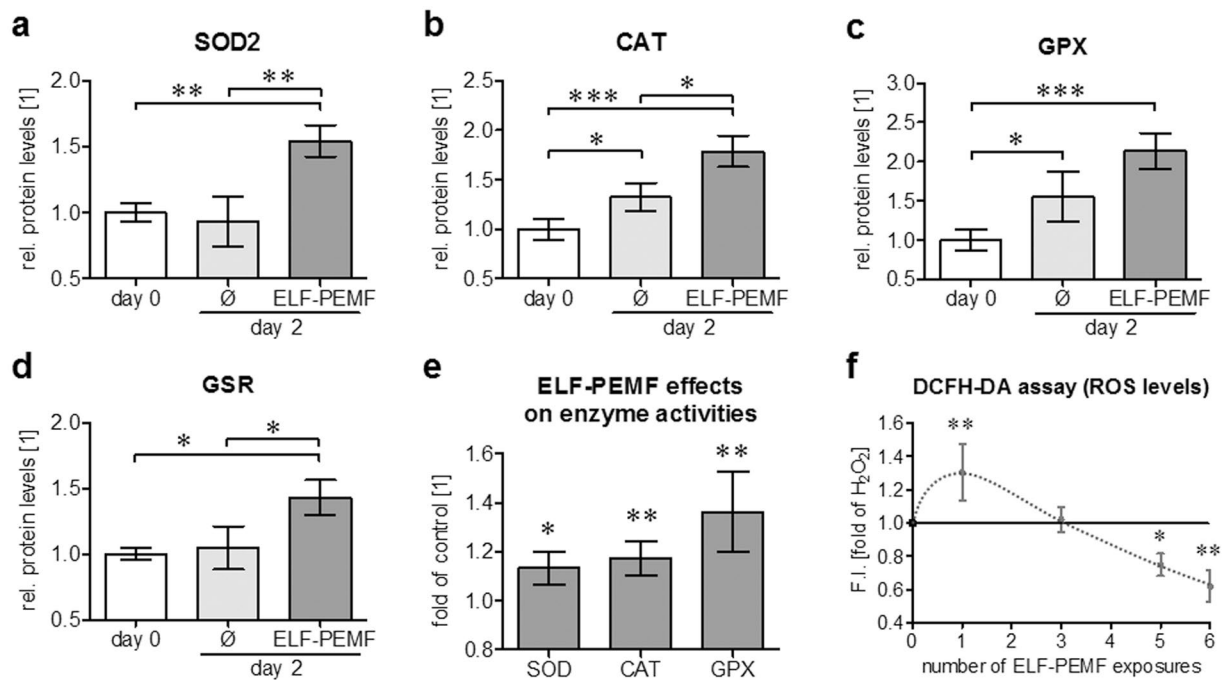 a
SOD2
rel. protein levels [1]
2.0
1.5
1.0
0.5
**
**
day 0
Ø
ELF-PEMF
day 2
b
CAT
rel. protein levels [1]
2.5
2.0
1.5
1.0
0.5
*
***
*
day 0
Ø
ELF-PEMF
day 2
c
GPX
rel. protein levels [1]
3.0
2.5
2.0
1.5
1.0
0.5
***
*
day 0
Ø
ELF-PEMF
day 2
d
GSR
rel. protein levels [1]
2.0
1.5
1.0
0.5
*
*
day 0
Ø
ELF-PEMF
day 2
e
ELF-PEMF effects
on enzyme activities
fold of control [1]
1.6
1.4
1.2
1.0
0.8
*
**
**
SOD
CAT
GPX
f
DCFH-DA assay (ROS levels)
F.I. [fold of H₂O₂]
1.6
1.4
1.2
1.0
0.8
0.6
0.4
**
*
**
0 1 2 3 4 5 6
number of ELF-PEMF exposures